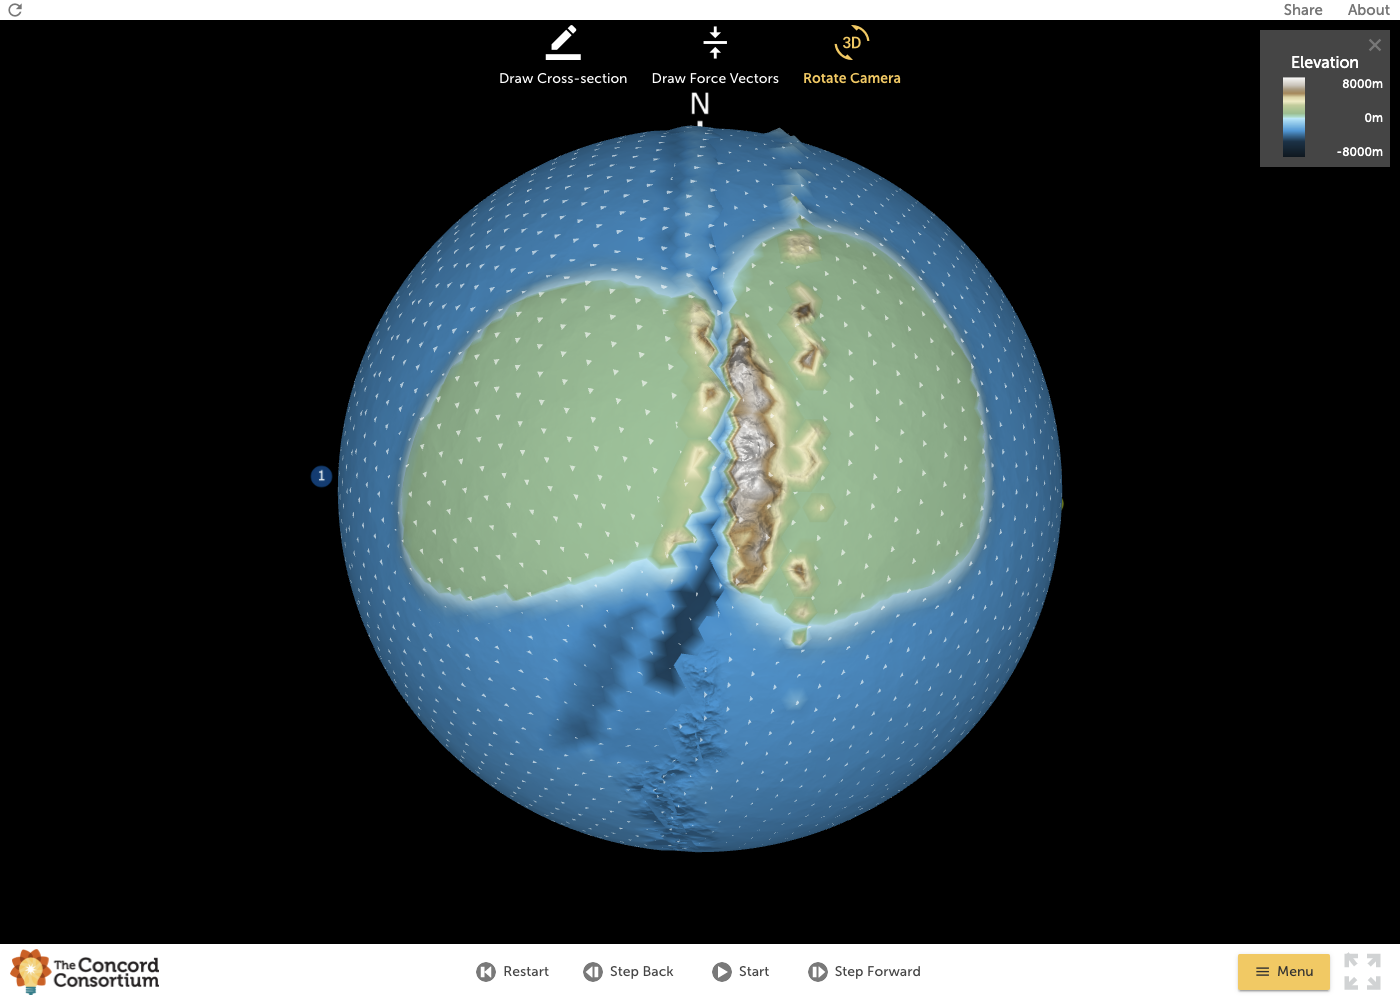 Share
About
Draw Cross-section
Draw Force Vectors
3D
Rotate Camera
N
Elevation
8000m
0m
-8000m
1
The Concord
Consortium
Restart
Step Back
Start
Step Forward
Menu